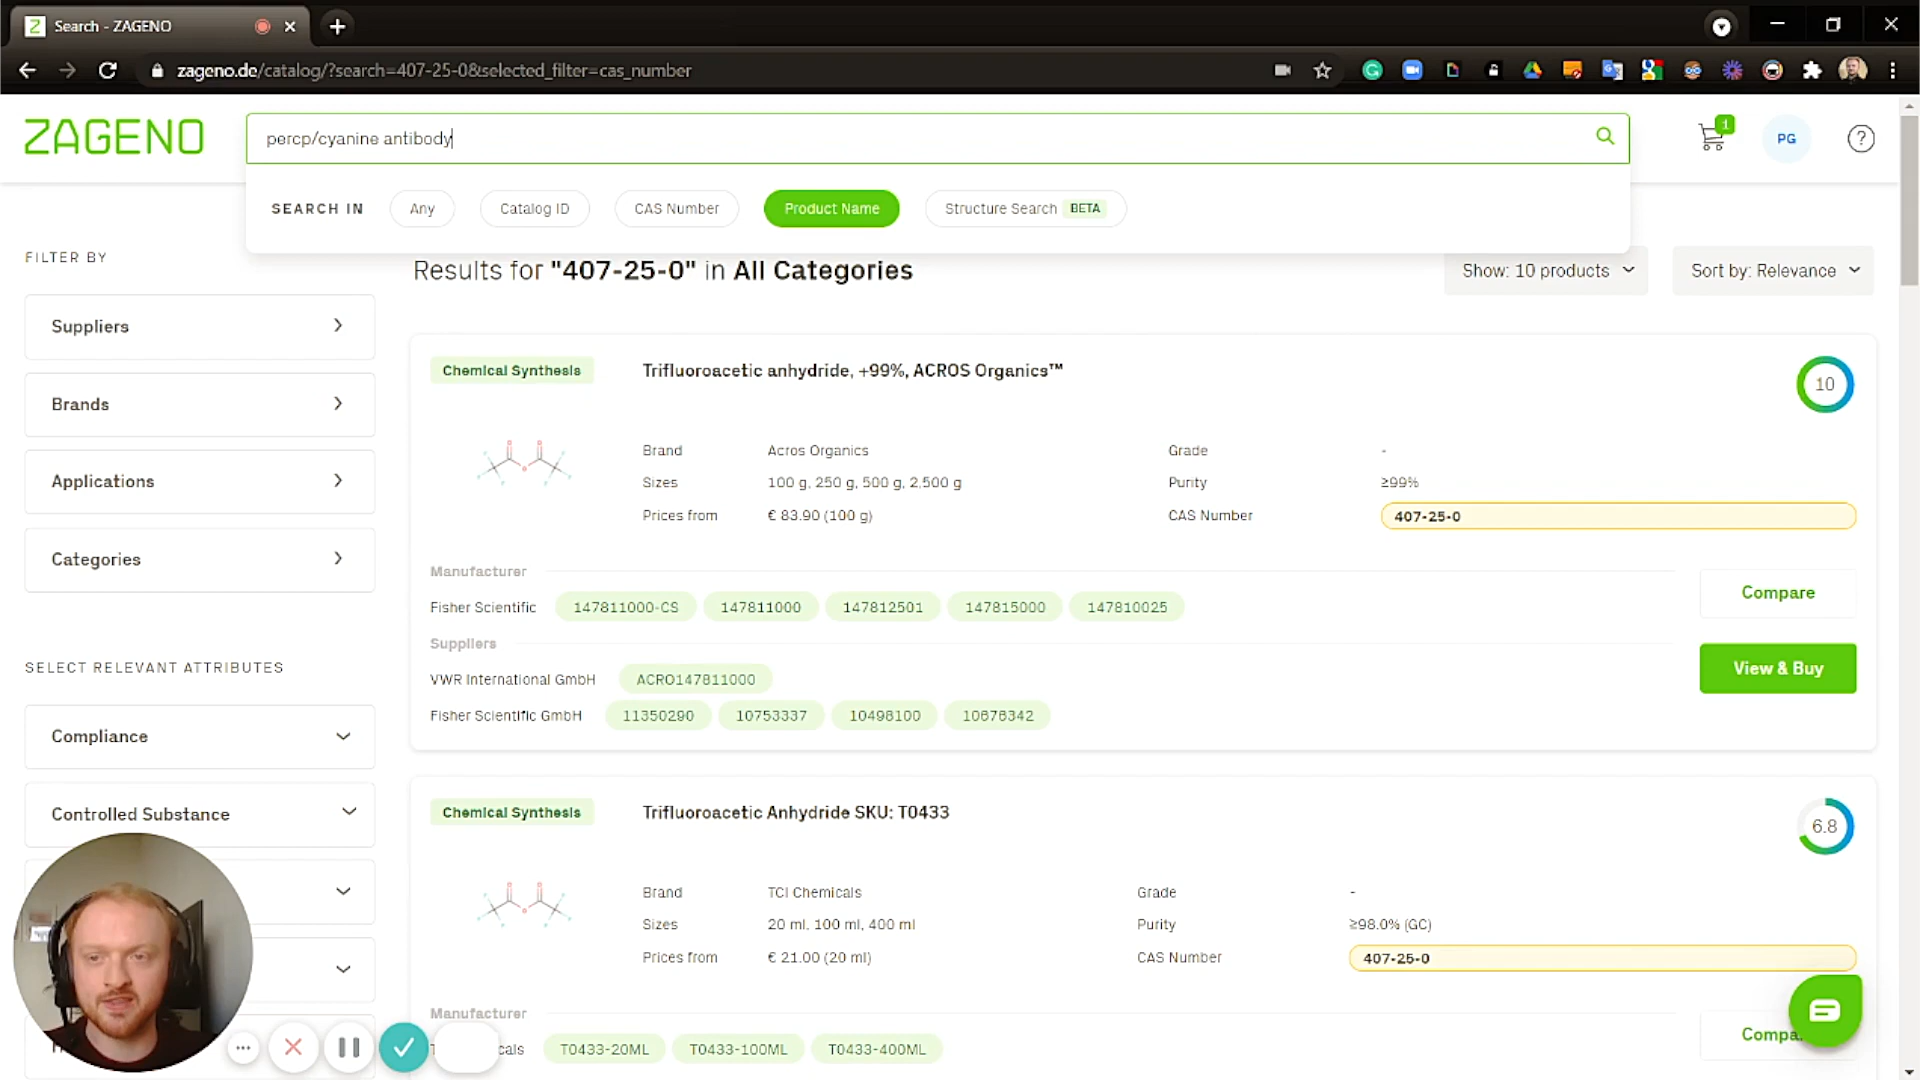 Search - ZAGENO
zageno.de/catalog/?search=407-25-0&selected_filter=cas_number
ZAGENO
percp/cyanine antibody
1
PG
?
SEARCH IN
Any
Catalog ID
CAS Number
Product Name
Structure Search BETA
FILTER BY
Results for "407-25-0" in All Categories
Show: 10 products
Sort by: Relevance
Suppliers
Brands
Applications
Categories
SELECT RELEVANT ATTRIBUTES
Compliance
Controlled Substance
Chemical Synthesis
Trifluoroacetic anhydride, +99%, ACROS Organics™
10
Brand Acros Organics
Grade -
Sizes 100 g, 250 g, 500 g, 2,500 g
Purity ≥99%
Prices from € 83.90 (100 g)
CAS Number 407-25-0
Manufacturer
Fisher Scientific 147811000-CS 147811000 147812501 147815000 147810025
Compare
Suppliers
VWR International GmbH ACRO147811000
View & Buy
Fisher Scientific GmbH 11350290 10753337 10498100 10676342
Chemical Synthesis
Trifluoroacetic Anhydride SKU: T0433
6.8
Brand TCI Chemicals
Grade -
Sizes 20 ml, 100 ml, 400 ml
Purity ≥98.0% (GC)
Prices from € 21.00 (20 ml)
CAS Number 407-25-0
Manufacturer
T0433-20ML T0433-100ML T0433-400ML